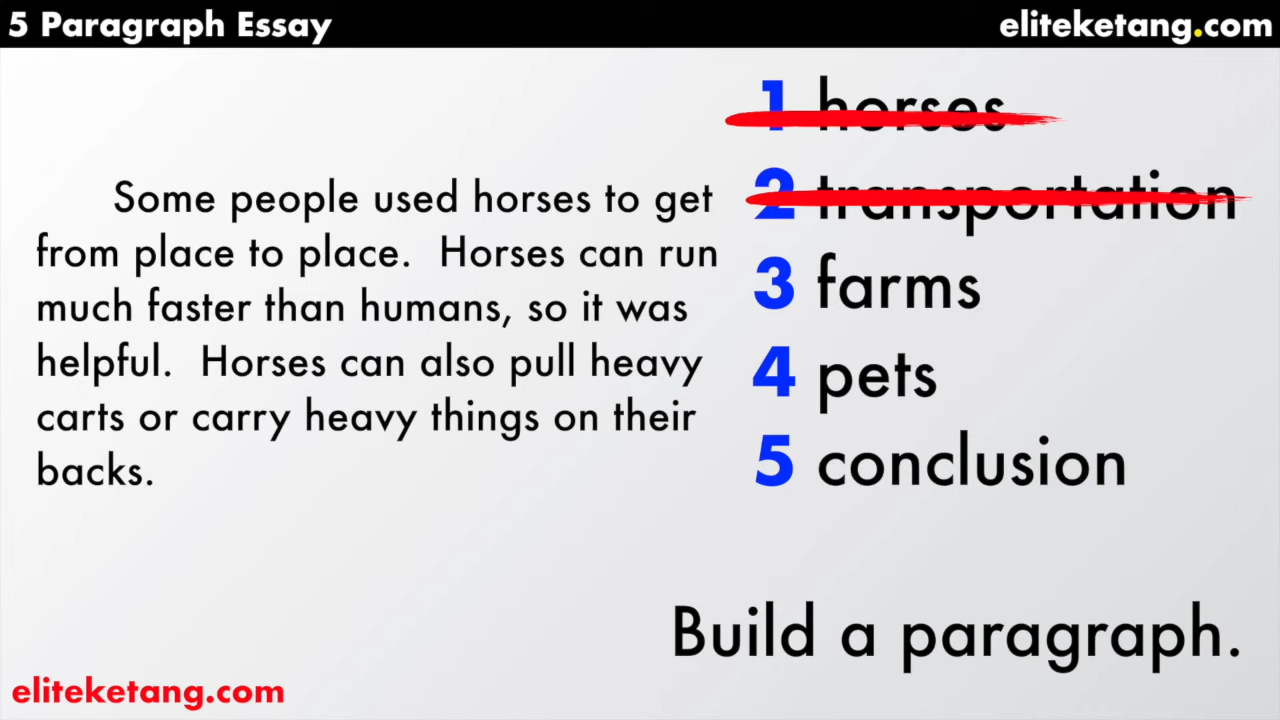 5 Paragraph Essay
eliteketang.com
1 horses
2 transportation
3 farms
4 pets
5 conclusion
Some people used horses to get
from place to place. Horses can run
much faster than humans, so it was
helpful. Horses can also pull heavy
carts or carry heavy things on their
backs.
Build a paragraph.
eliteketang.com